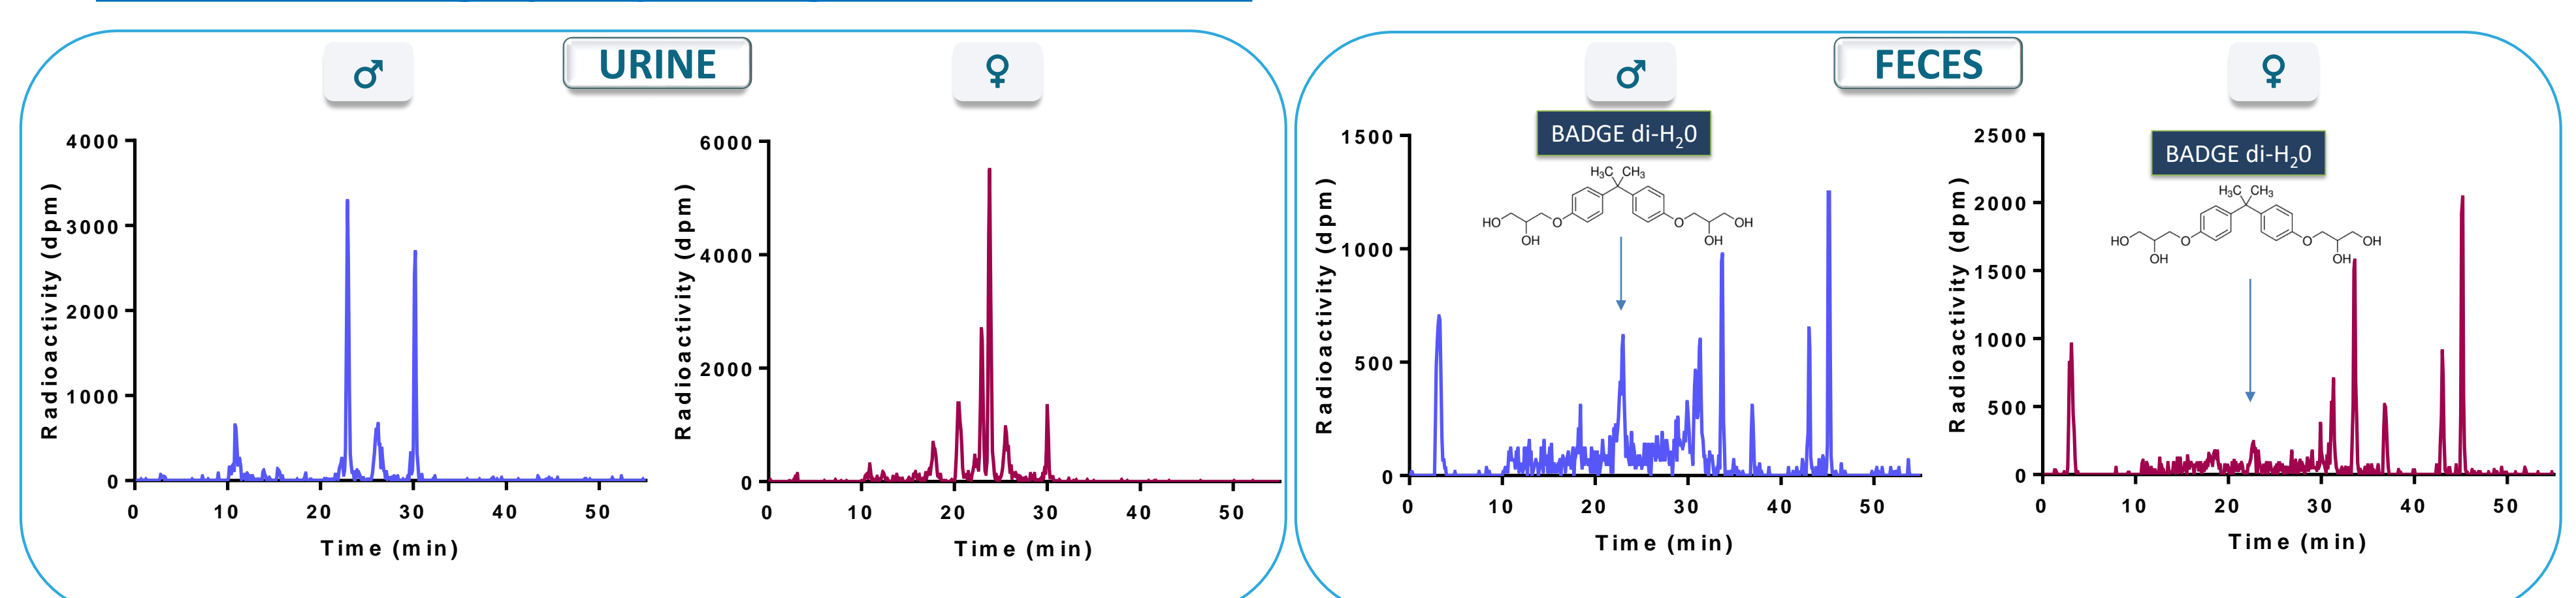 URINE
♂
♀
4000
3000
2000
1000
0
Radioactivity (dpm)
0 10 20 30 40 50
Time (min)
6000
4000
2000
0
Radioactivity (dpm)
0 10 20 30 40 50
Time (min)
FECES
♂
♀
BADGE di-H₂0
H₃C CH₃
HO O O OH
OH OH
1500
1000
500
0
Radioactivity (dpm)
0 10 20 30 40 50
Time (min)
BADGE di-H₂0
H₃C CH₃
HO O O OH
OH OH
2500
2000
1500
1000
500
0
Radioactivity (dpm)
0 10 20 30 40 50
Time (min)